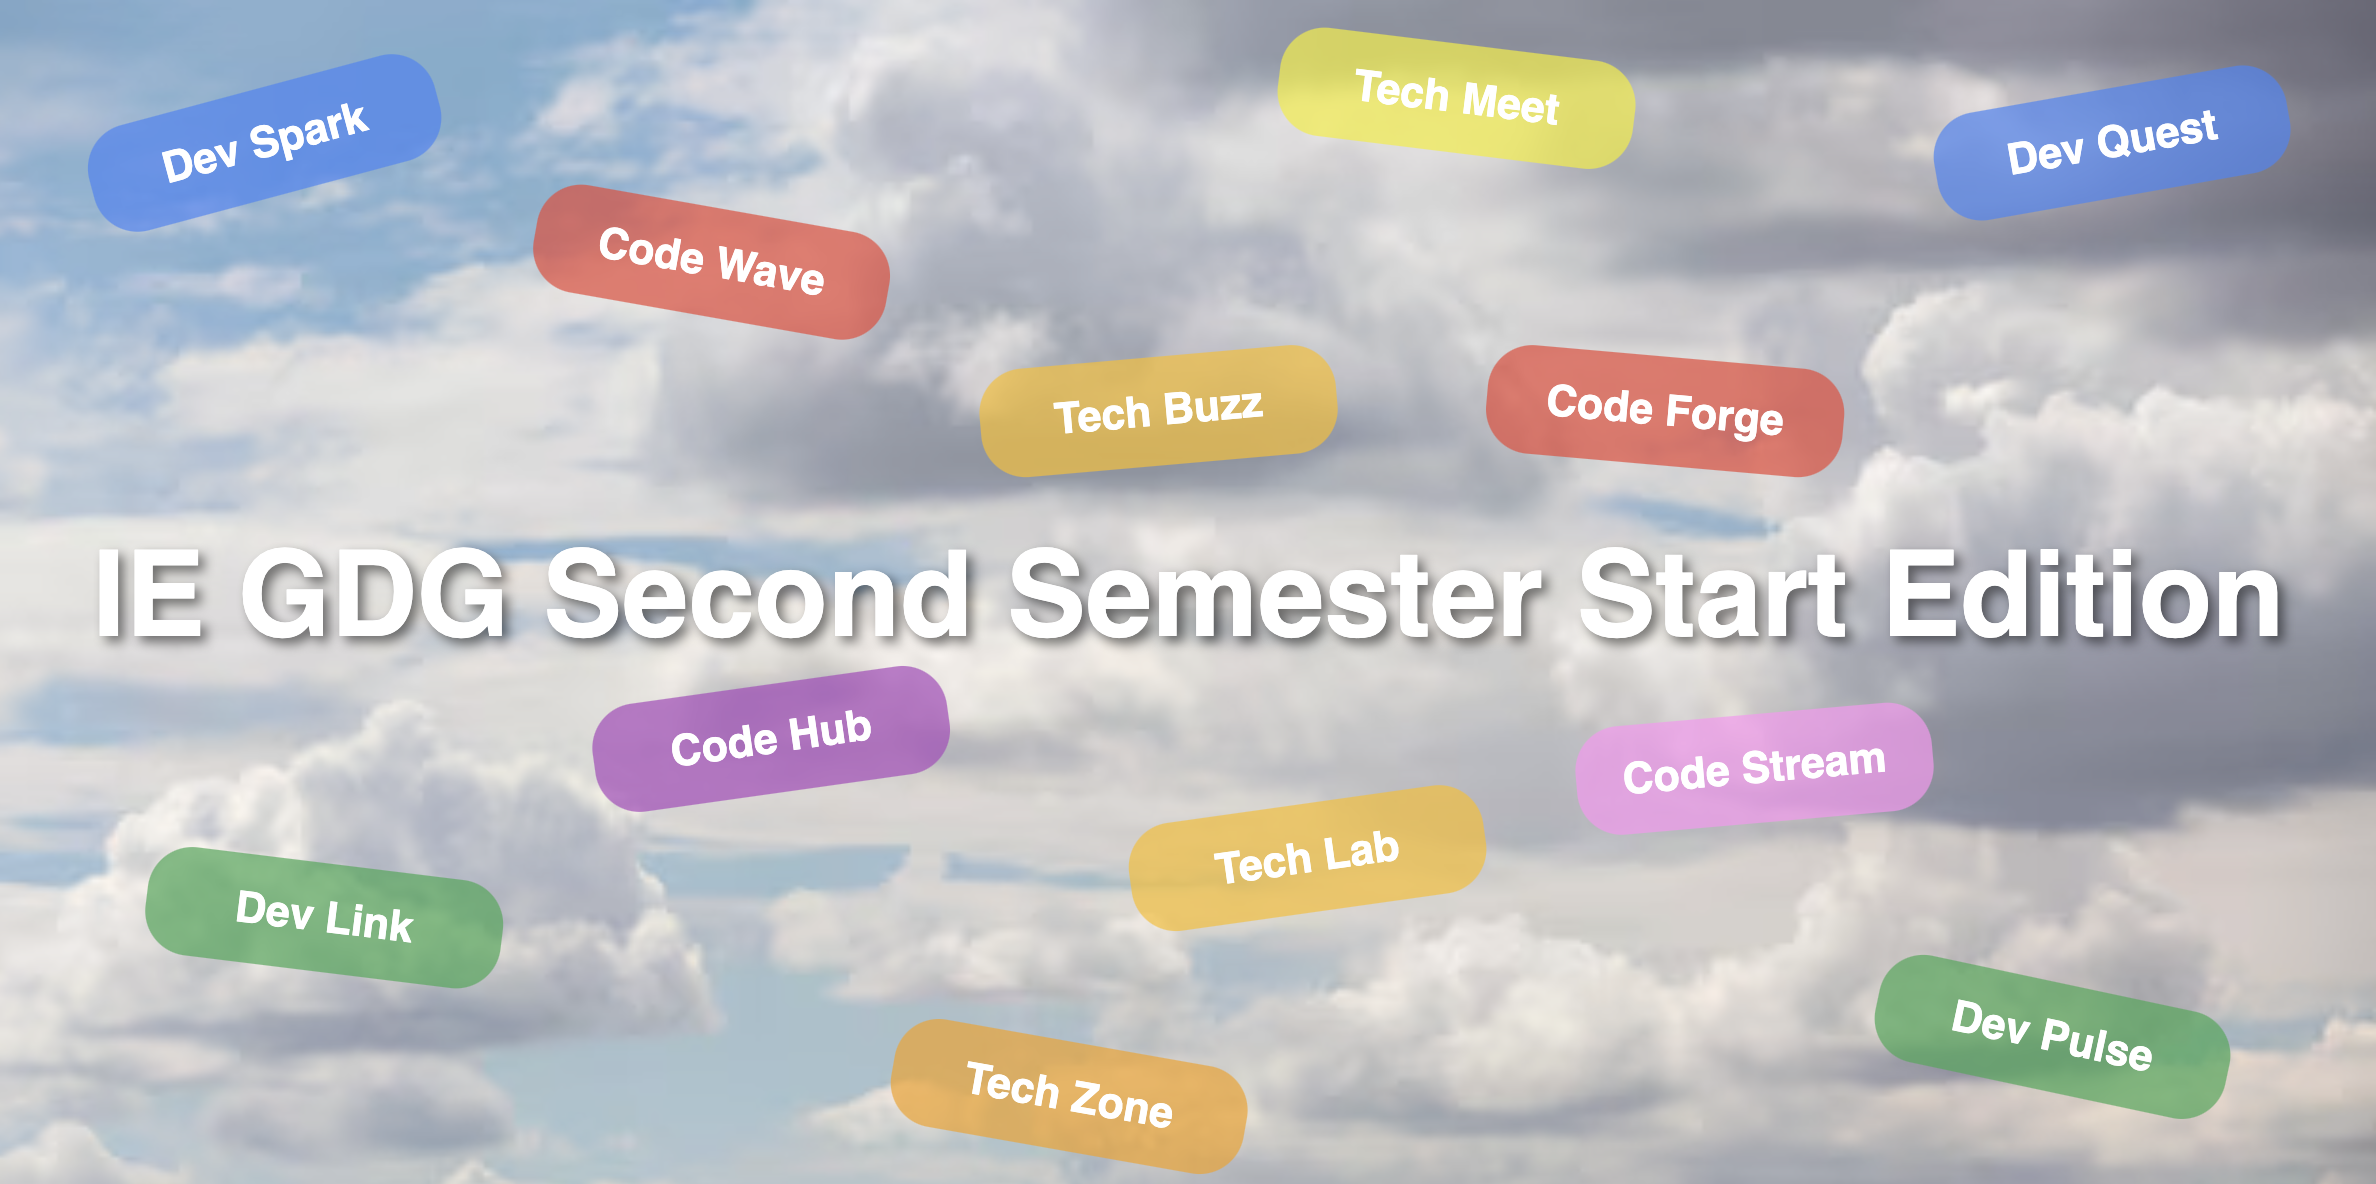 Dev Spark
Tech Meet
Dev Quest
Code Wave
Tech Buzz
Code Forge
IE GDG Second Semester Start Edition
Code Hub
Code Stream
Tech Lab
Dev Link
Dev Pulse
Tech Zone